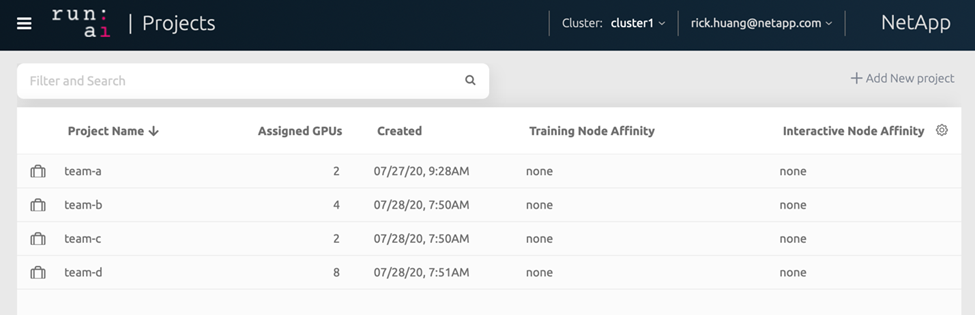 run:
ai | Projects Cluster: cluster1 rick.huang@netapp.com NetApp
Filter and Search + Add New project
Project Name Assigned GPUs Created Training Node Affinity Interactive Node Affinity
team-a 2 07/27/20, 9:28AM none none
team-b 4 07/28/20, 7:50AM none none
team-c 2 07/28/20, 7:50AM none none
team-d 8 07/28/20, 7:51AM none none